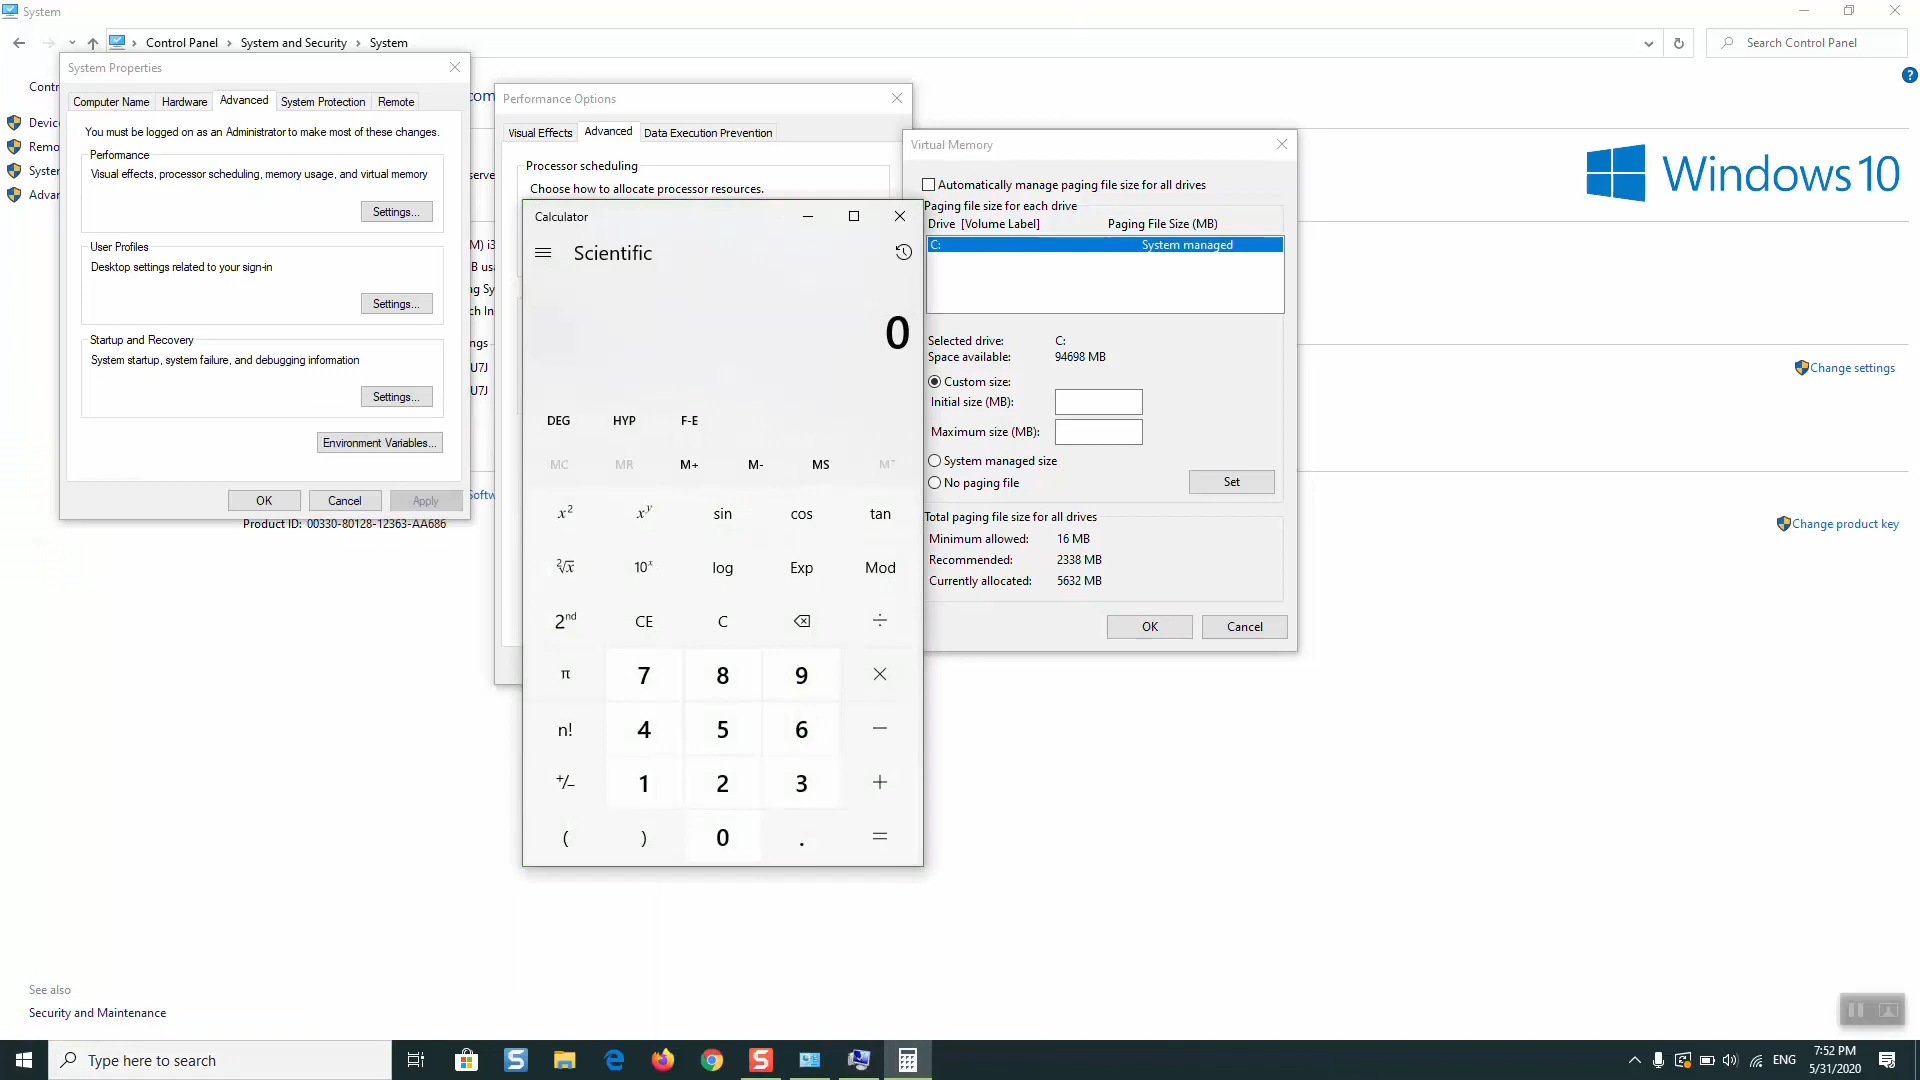 System
Control Panel > System and Security > System
Search Control Panel
System Properties
Computer Name
Hardware
Advanced
System Protection
Remote
You must be logged on as an Administrator to make most of these changes.
Performance
Visual effects, processor scheduling, memory usage, and virtual memory
Settings...
User Profiles
Desktop settings related to your sign-in
Settings...
Startup and Recovery
System startup, system failure, and debugging information
Settings...
Environment Variables...
OK
Cancel
Apply
Product ID: 00330-80128-12363-AA686
Performance Options
Visual Effects
Advanced
Data Execution Prevention
Processor scheduling
Choose how to allocate processor resources.
Calculator
Scientific
0
DEG
HYP
F-E
MC
MR
M+
M-
MS
M˅
x²
xʸ
sin
cos
tan
²√x
10ˣ
log
Exp
Mod
2ⁿᵈ
CE
C
÷
π
7
8
9
×
n!
4
5
6
−
+/−
1
2
3
+
(
)
0
.
=
Virtual Memory
Automatically manage paging file size for all drives
Paging file size for each drive
Drive [Volume Label]
Paging File Size (MB)
C:
System managed
Selected drive:
C:
Space available:
94698 MB
Custom size:
Initial size (MB):
Maximum size (MB):
System managed size
No paging file
Set
Total paging file size for all drives
Minimum allowed:
16 MB
Recommended:
2338 MB
Currently allocated:
5632 MB
OK
Cancel
Windows 10
Change settings
Change product key
See also
Security and Maintenance
Type here to search
ENG
7:52 PM
5/31/2020